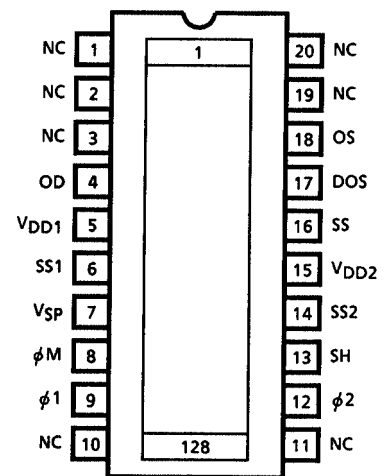 NC 1 1 20 NC
NC 2 19 NC
NC 3 18 OS
OD 4 17 DOS
VDD1 5 16 SS
SS1 6 15 VDD2
VSP 7 14 SS2
ϕM 8 13 SH
ϕ1 9 12 ϕ2
NC 10 128 11 NC